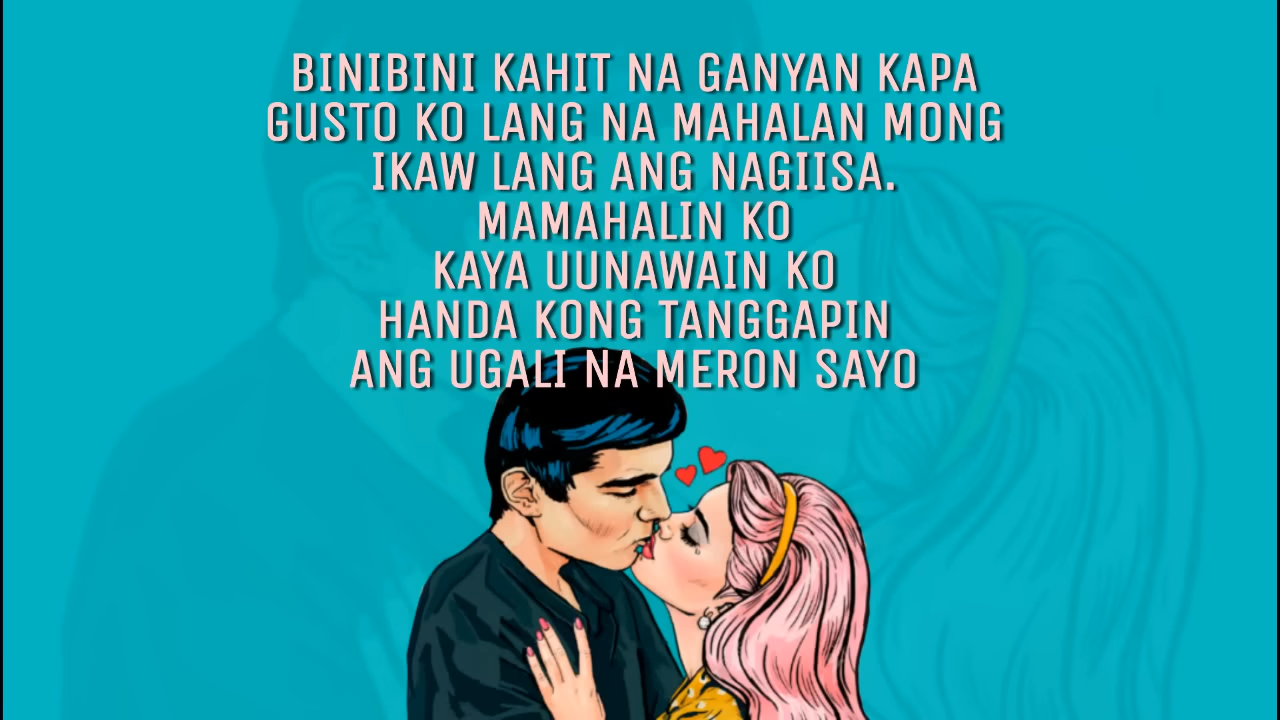 BINIBINI KAHIT NA GANYAN KAPA
GUSTO KO LANG NA MAHALAN MONG
IKAW LANG ANG NAGIISA.
MAMAHALIN KO
KAYA UUNAWAIN KO
HANDA KONG TANGGAPIN
ANG UGALI NA MERON SAYO